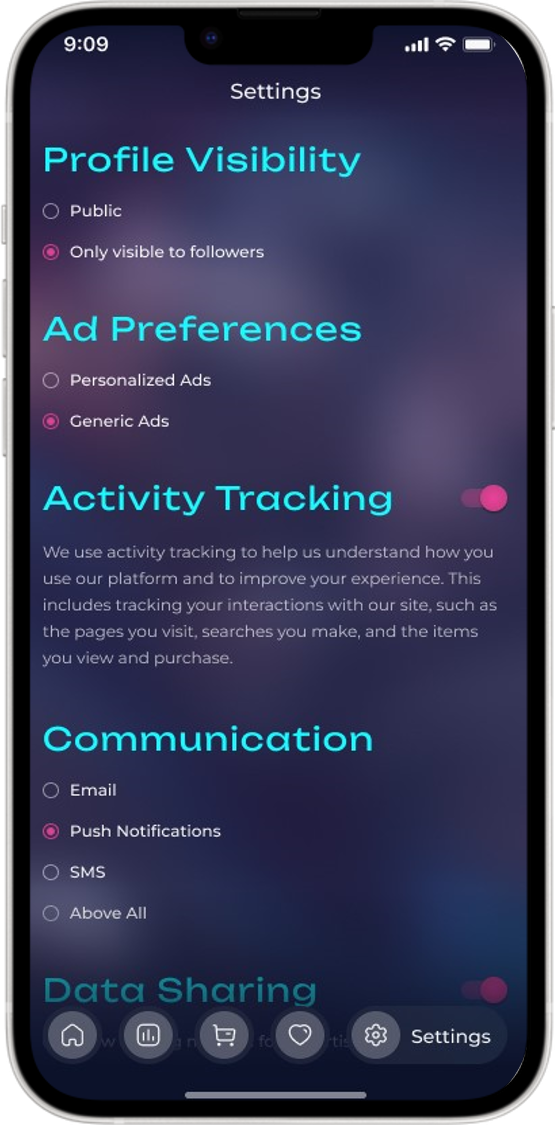 9:09
Settings
Profile Visibility
Public
Only visible to followers
Ad Preferences
Personalized Ads
Generic Ads
Activity Tracking
We use activity tracking to help us understand how you
use our platform and to improve your experience. This
includes tracking your interactions with our site, such as
the pages you visit, searches you make, and the items
you view and purchase.
Communication
Email
Push Notifications
SMS
Above All
Data Sharing
Settings